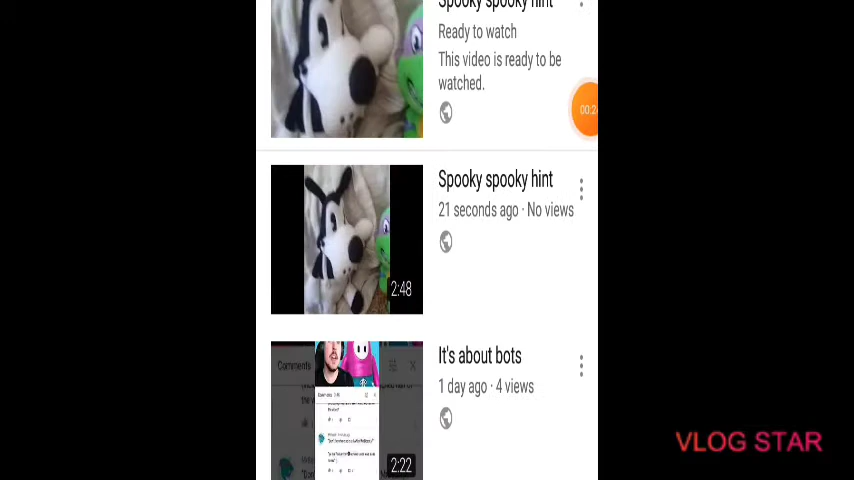 Spooky spooky hint
Ready to watch
This video is ready to be
watched.
Spooky spooky hint
21 seconds ago · No views
2:48
It's about bots
1 day ago · 4 views
Comments
2:22
VLOG STAR